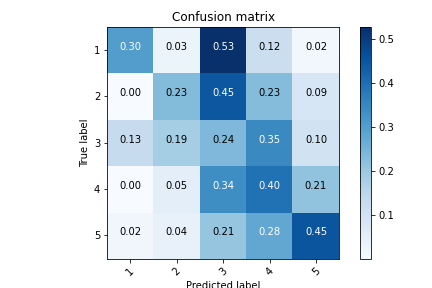 Confusion matrix
1 0.30 0.03 0.53 0.12 0.02
2 0.00 0.23 0.45 0.23 0.09
3 0.13 0.19 0.24 0.35 0.10
4 0.00 0.05 0.34 0.40 0.21
5 0.02 0.04 0.21 0.28 0.45
1 2 3 4 5
True label
Predicted label
0.5
0.4
0.3
0.2
0.1